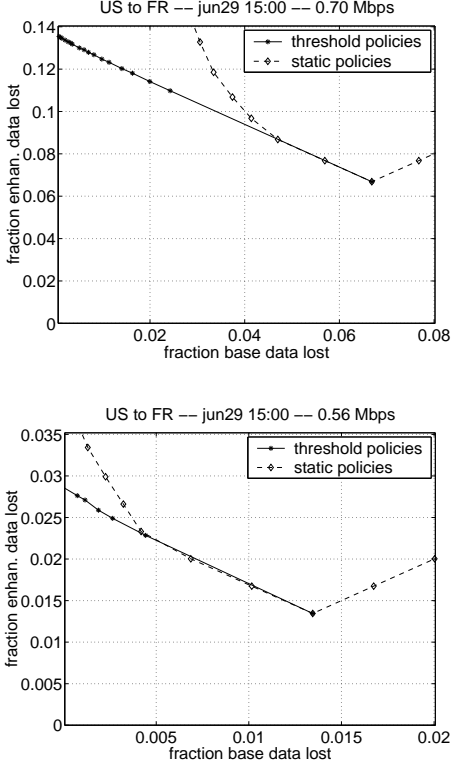 US to FR −− jun29 15:00 −− 0.70 Mbps
0.14
0.12
0.1
0.08
0.06
0.04
0.02
0
fraction enhan. data lost
threshold policies
static policies
0.02
0.04
0.06
0.08
fraction base data lost
US to FR −− jun29 15:00 −− 0.56 Mbps
0.035
0.03
0.025
0.02
0.015
0.01
0.005
0
fraction enhan. data lost
threshold policies
static policies
0.005
0.01
0.015
0.02
fraction base data lost